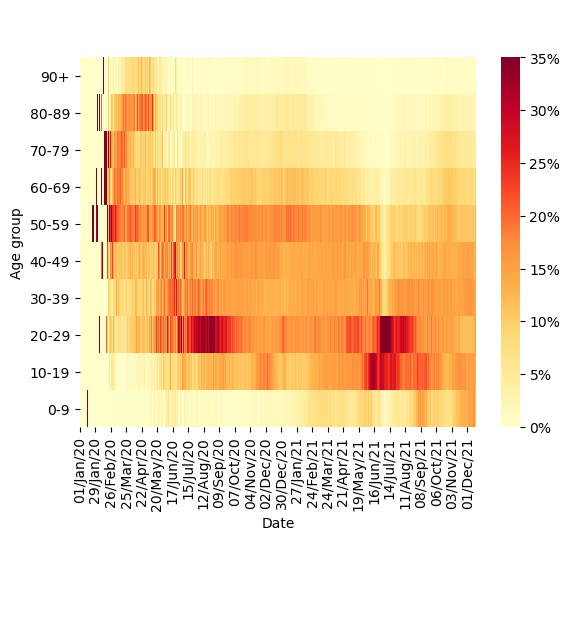 35%
90+
30%
80-89
25%
70-79
60-69
20%
50-59
Age group
15%
40-49
30-39
10%
20-29
5%
10-19
0-9
0%
01/Jan/20
29/Jan/20
26/Feb/20
25/Mar/20
22/Apr/20
20/May/20
17/Jun/20
15/Jul/20
12/Aug/20
09/Sep/20
07/Oct/20
04/Nov/20
02/Dec/20
30/Dec/20
27/Jan/21
24/Feb/21
24/Mar/21
21/Apr/21
19/May/21
16/Jun/21
14/Jul/21
11/Aug/21
08/Sep/21
06/Oct/21
03/Nov/21
01/Dec/21
Date